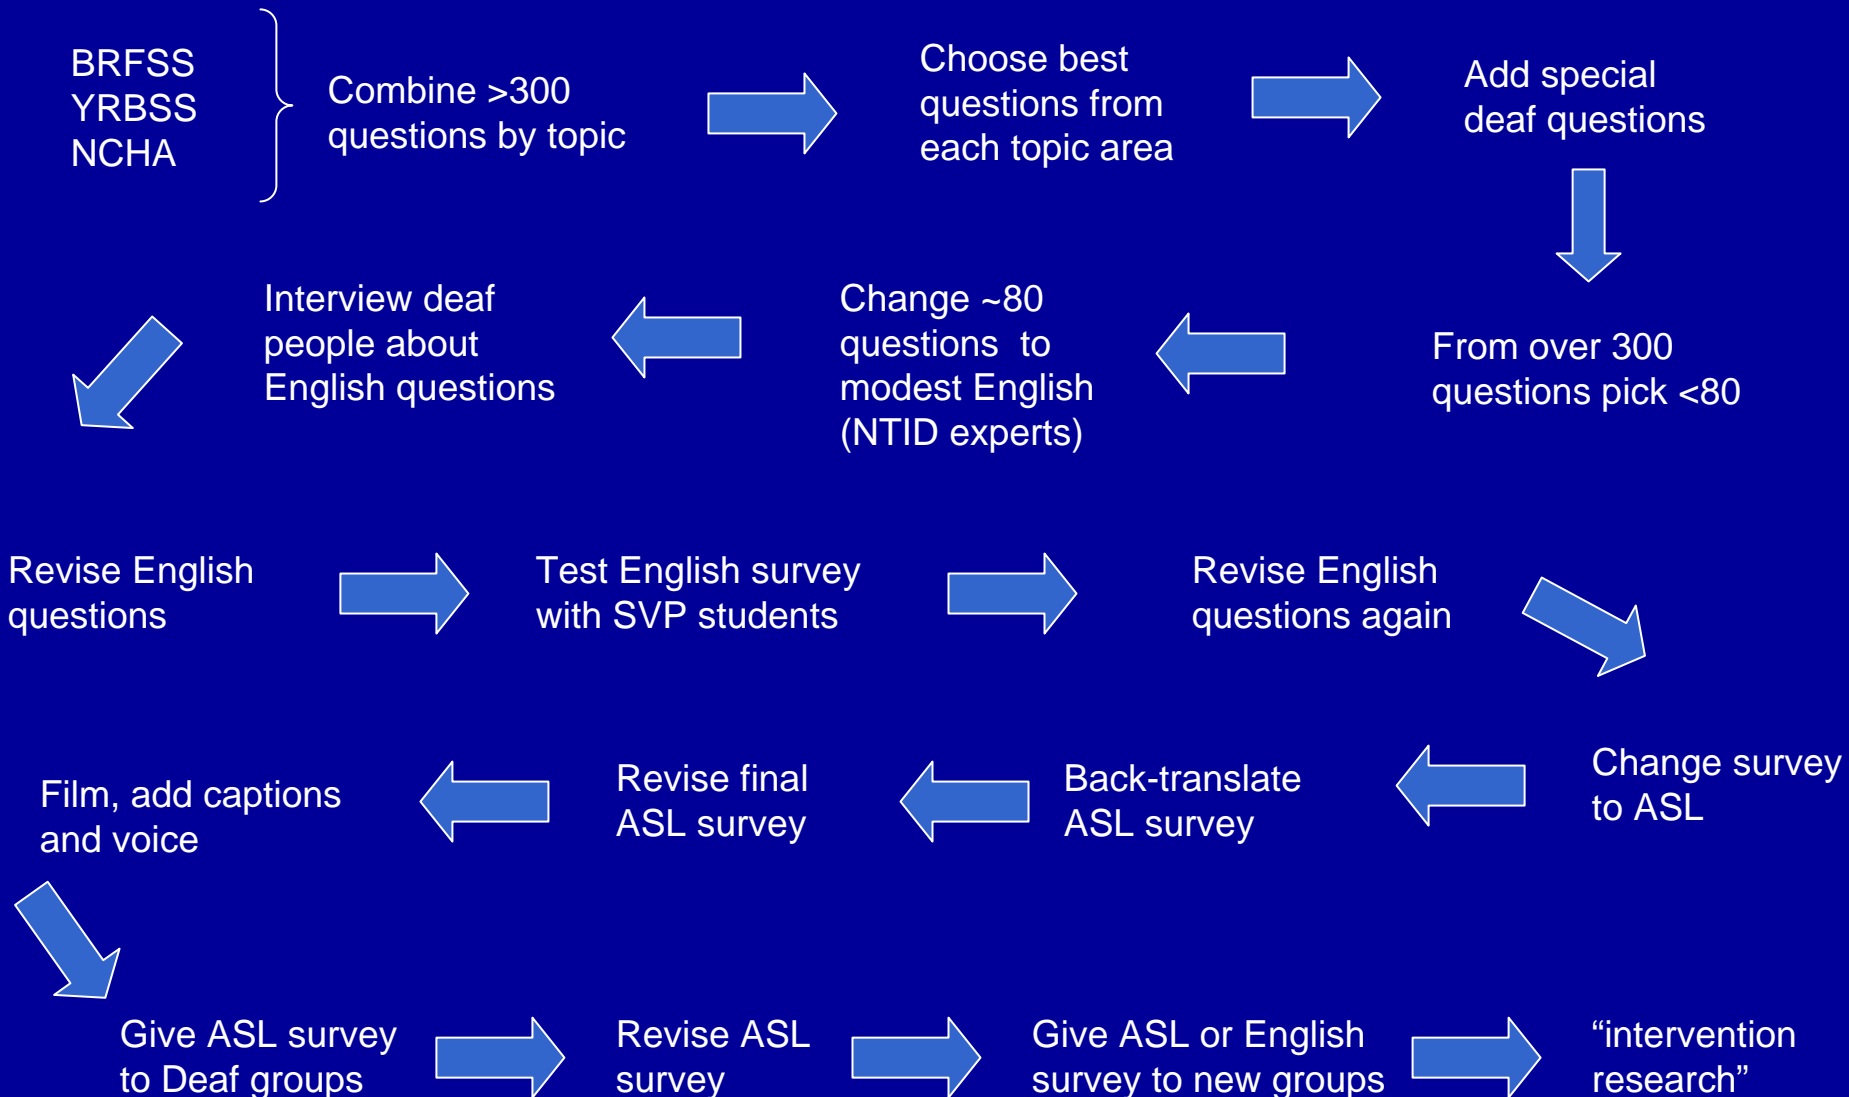 BRFSS
YRBSS
NCHA
Combine >300
questions by topic
Choose best
questions from
each topic area
Add special
deaf questions
From over 300
questions pick <80
Change ~80
questions to
modest English
(NTID experts)
Interview deaf
people about
English questions
Revise English
questions
Test English survey
with SVP students
Revise English
questions again
Change survey
to ASL
Back-translate
ASL survey
Revise final
ASL survey
Film, add captions
and voice
Give ASL survey
to Deaf groups
Revise ASL
survey
Give ASL or English
survey to new groups
“intervention
research”